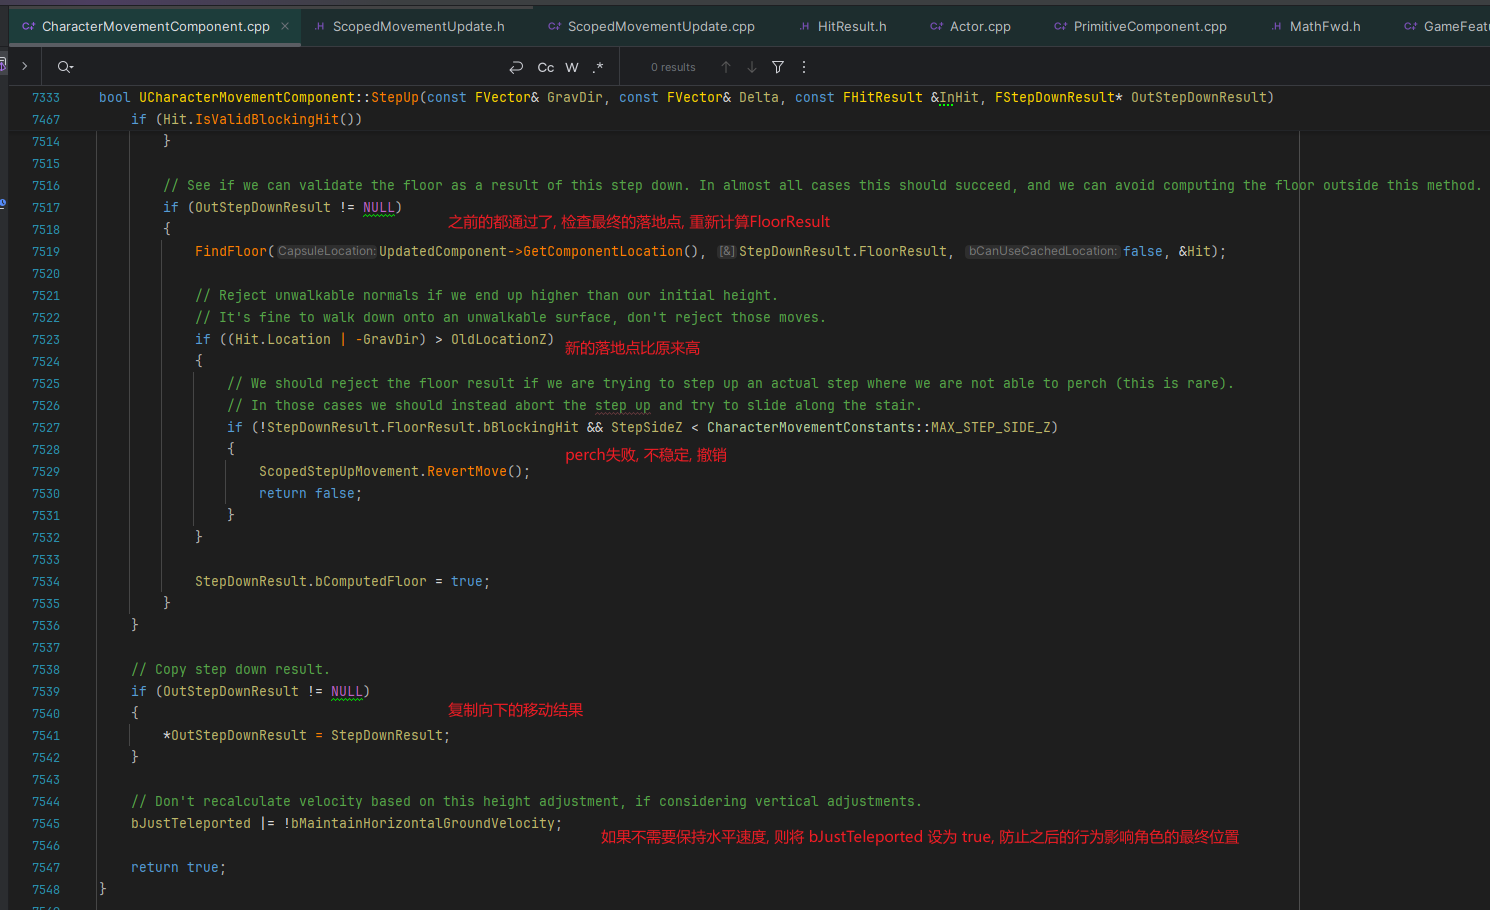 CharacterMovementComponent.cpp ScopedMovementUpdate.h ScopedMovementUpdate.cpp HitResult.h Actor.cpp PrimitiveComponent.cpp MathFwd.h GameFeatu
Cc W .* 0 results
7333 bool UCharacterMovementComponent::StepUp(const FVector& GravDir, const FVector& Delta, const FHitResult &InHit, FStepDownResult* OutStepDownResult)
7467 if (Hit.IsValidBlockingHit())
7514 }
7515
7516 // See if we can validate the floor as a result of this step down. In almost all cases this should succeed, and we can avoid computing the floor outside this method.
7517 if (OutStepDownResult != NULL)
之前的都通过了, 检查最终的落地点, 重新计算FloorResult
7518 {
7519 FindFloor(CapsuleLocation: UpdatedComponent->GetComponentLocation(), [&] StepDownResult.FloorResult, bCanUseCachedLocation: false, &Hit);
7520
7521 // Reject unwalkable normals if we end up higher than our initial height.
7522 // It's fine to walk down onto an unwalkable surface, don't reject those moves.
7523 if ((Hit.Location | -GravDir) > OldLocationZ)
新的落地点比原来高
7524 {
7525 // We should reject the floor result if we are trying to step up an actual step where we are not able to perch (this is rare).
7526 // In those cases we should instead abort the step up and try to slide along the stair.
7527 if (!StepDownResult.FloorResult.bBlockingHit && StepSideZ < CharacterMovementConstants::MAX_STEP_SIDE_Z)
7528 {
perch失败, 不稳定, 撤销
7529 ScopedStepUpMovement.RevertMove();
7530 return false;
7531 }
7532 }
7533
7534 StepDownResult.bComputedFloor = true;
7535 }
7536 }
7537
7538 // Copy step down result.
7539 if (OutStepDownResult != NULL)
7540 {
复制向下的移动结果
7541 *OutStepDownResult = StepDownResult;
7542 }
7543
7544 // Don't recalculate velocity based on this height adjustment, if considering vertical adjustments.
7545 bJustTeleported |= !bMaintainHorizontalGroundVelocity;
如果不需要保持水平速度, 则将 bJustTeleported 设为 true, 防止之后的行为影响角色的最终位置
7546
7547 return true;
7548 }